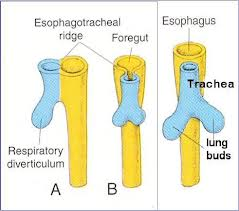 Esophagotracheal
ridge
Foregut
Esophagus
Trachea
Respiratory
diverticulum
lung
buds
A
B